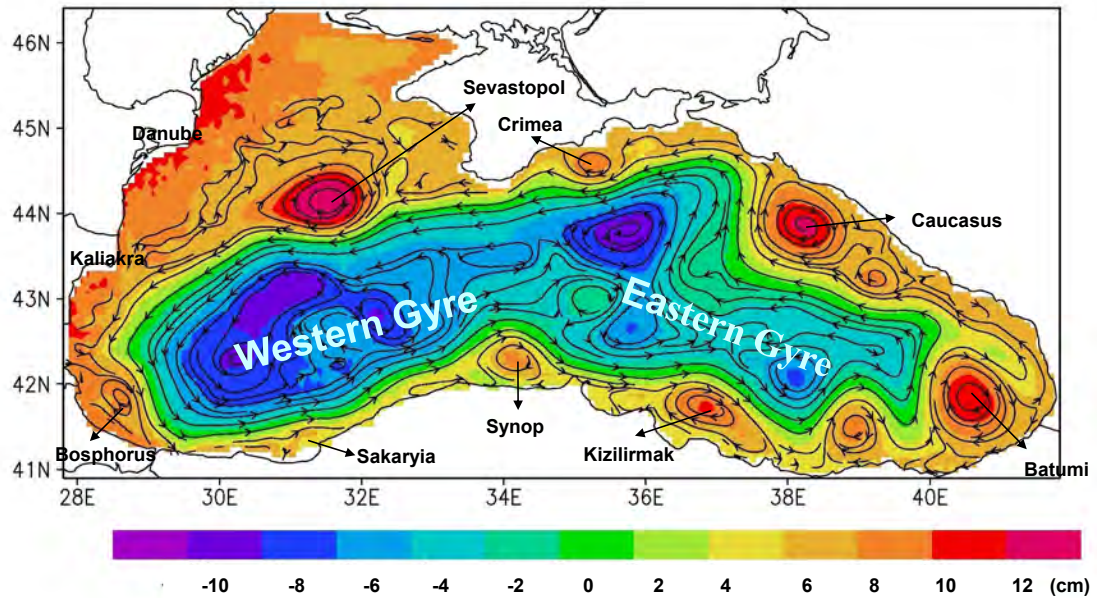 46N
45N
44N
43N
42N
41N
Sevastopol
Crimea
Danube
Caucasus
Kaliakra
Western Gyre
Eastern Gyre
Synop
Bosphorus
Sakaryia
Kizilirmak
Batumi
28E 30E 32E 34E 36E 38E 40E
-10 -8 -6 -4 -2 0 2 4 6 8 10 12 (cm)